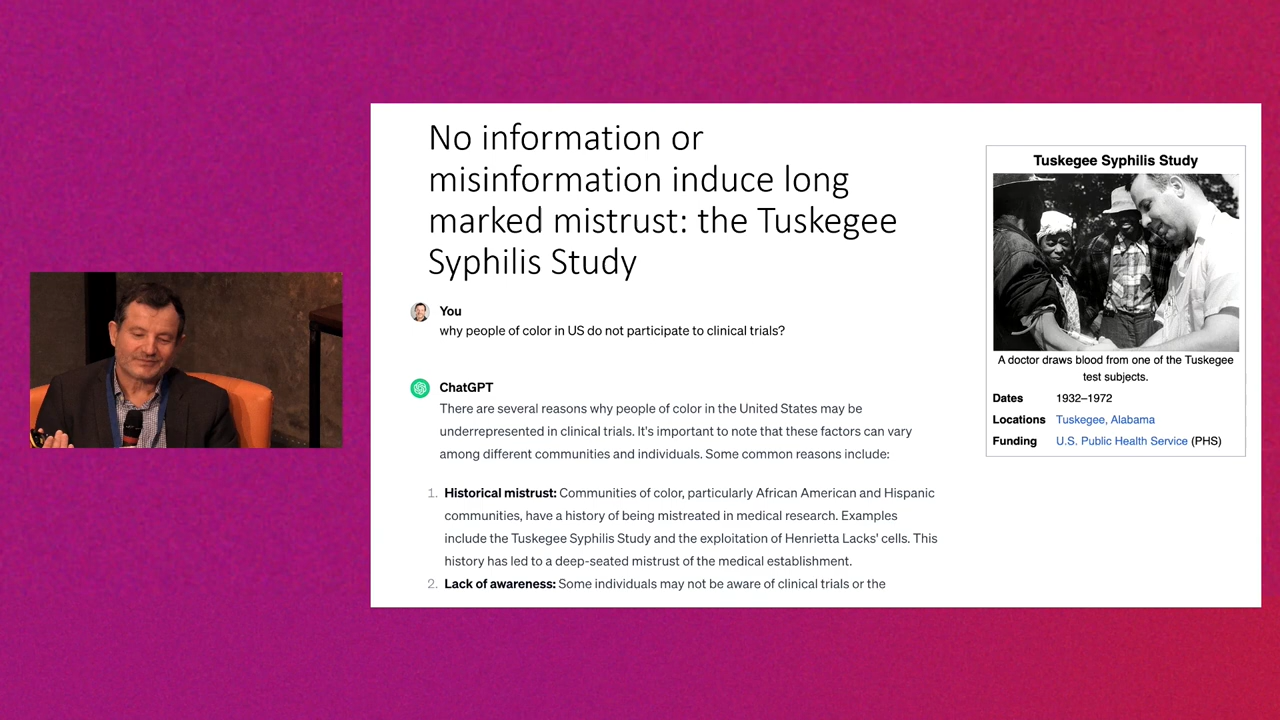 No information or
misinformation induce long
marked mistrust: the Tuskegee
Syphilis Study
You
why people of color in US do not participate to clinical trials?
ChatGPT
There are several reasons why people of color in the United States may be
underrepresented in clinical trials. It's important to note that these factors can vary
among different communities and individuals. Some common reasons include:
1. Historical mistrust: Communities of color, particularly African American and Hispanic
communities, have a history of being mistreated in medical research. Examples
include the Tuskegee Syphilis Study and the exploitation of Henrietta Lacks' cells. This
history has led to a deep-seated mistrust of the medical establishment.
2. Lack of awareness: Some individuals may not be aware of clinical trials or the
Tuskegee Syphilis Study
A doctor draws blood from one of the Tuskegee
test subjects.
Dates 1932–1972
Locations Tuskegee, Alabama
Funding U.S. Public Health Service (PHS)